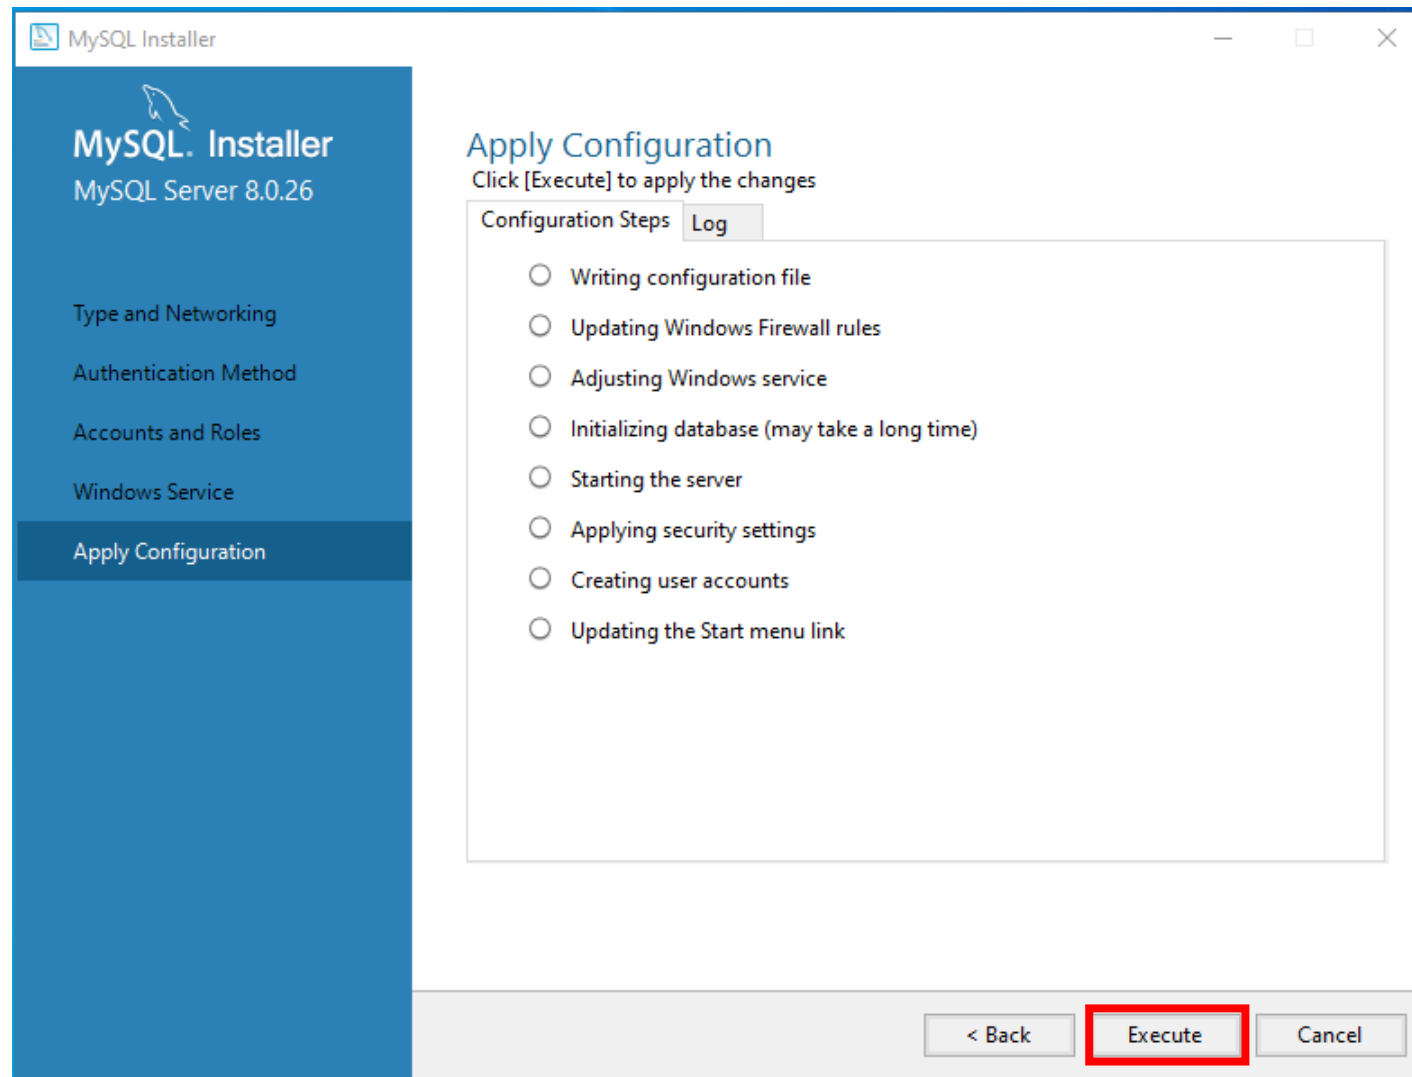 MySQL Installer
MySQL. Installer
MySQL Server 8.0.26
Type and Networking
Authentication Method
Accounts and Roles
Windows Service
Apply Configuration
Apply Configuration
Click [Execute] to apply the changes
Configuration Steps
Log
Writing configuration file
Updating Windows Firewall rules
Adjusting Windows service
Initializing database (may take a long time)
Starting the server
Applying security settings
Creating user accounts
Updating the Start menu link
< Back
Execute
Cancel